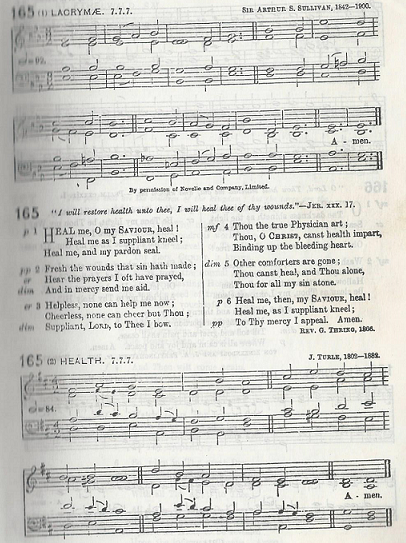 165 (1) LACRYMÆ. 7.7.7. SIR ARTHUR S. SULLIVAN, 1842—1900.
= 92.
A - men.
By permission of Novello and Company, Limited.
165 "I will restore health unto thee, I will heal thee of thy wounds."—JER. xxx. 17.
p 1 HEAL me, O my SAVIOUR, heal!
Heal me as I suppliant kneel;
Heal me, and my pardon seal.
pp 2 Fresh the wounds that sin hath made;
cr Hear the prayers I oft have prayed,
dim And in mercy send me aid.
cr 3 Helpless, none can help me now;
Cheerless, none can cheer but Thou;
dim Suppliant, LORD, to Thee I bow.
mf 4 Thou the true Physician art;
Thou, O CHRIST, canst health impart,
Binding up the bleeding heart.
dim 5 Other comforters are gone;
Thou canst heal, and Thou alone,
Thou for all my sin atone.
p 6 Heal me, then, my SAVIOUR, heal!
Heal me, as I suppliant kneel;
pp To Thy mercy I appeal. Amen.
REV. G. THRING, 1866.
165 (2) HEALTH. 7.7.7. J. TURLE, 1802—1882.
= 84.
A - men.